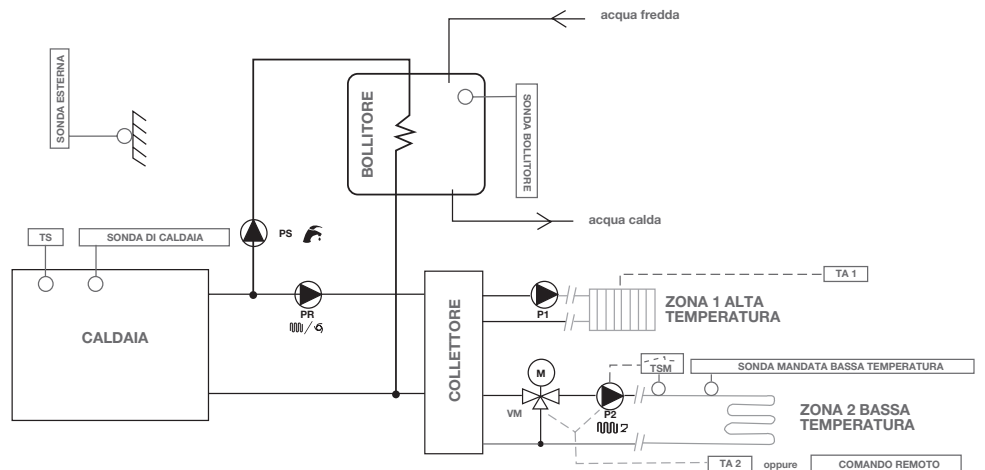 acqua fredda
SONDA ESTERNA
BOLLITORE
SONDA BOLLITORE
acqua calda
TS
SONDA DI CALDAIA
PS
CALDAIA
PR
COLLETTORE
P1
TA 1
ZONA 1 ALTA
TEMPERATURA
M
VM
P2
TSM
SONDA MANDATA BASSA TEMPERATURA
ZONA 2 BASSA
TEMPERATURA
TA 2
oppure
COMANDO REMOTO